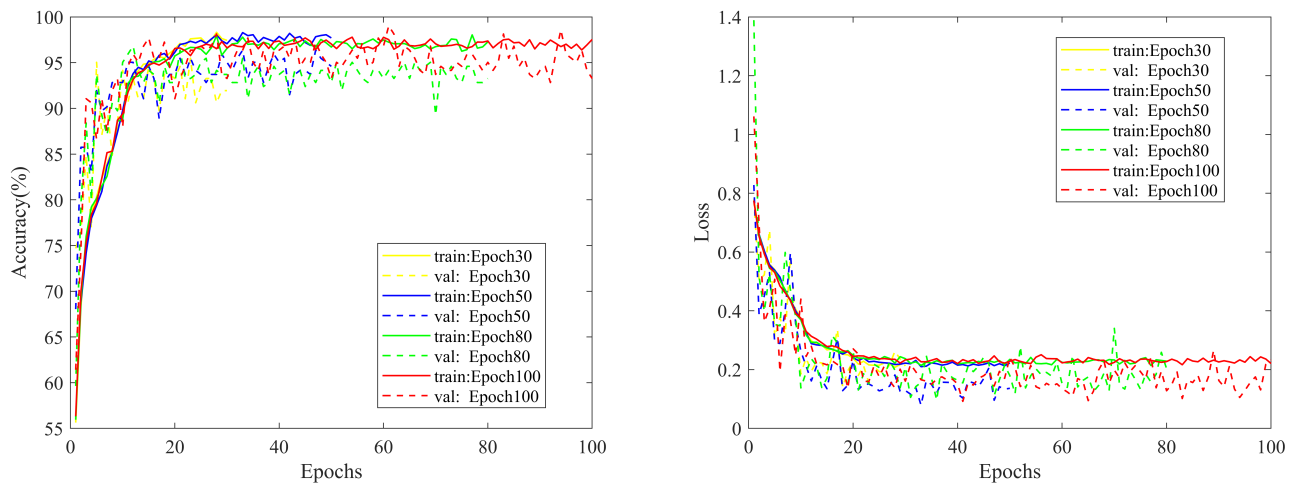 100
95
90
85
80
75
70
65
60
55
Accuracy(%)
0
20
40
60
80
100
Epochs
train:Epoch30
val: Epoch30
train:Epoch50
val: Epoch50
train:Epoch80
val: Epoch80
train:Epoch100
val: Epoch100
1.4
1.2
1
0.8
0.6
0.4
0.2
0
Loss
0
20
40
60
80
100
Epochs
train:Epoch30
val: Epoch30
train:Epoch50
val: Epoch50
train:Epoch80
val: Epoch80
train:Epoch100
val: Epoch100